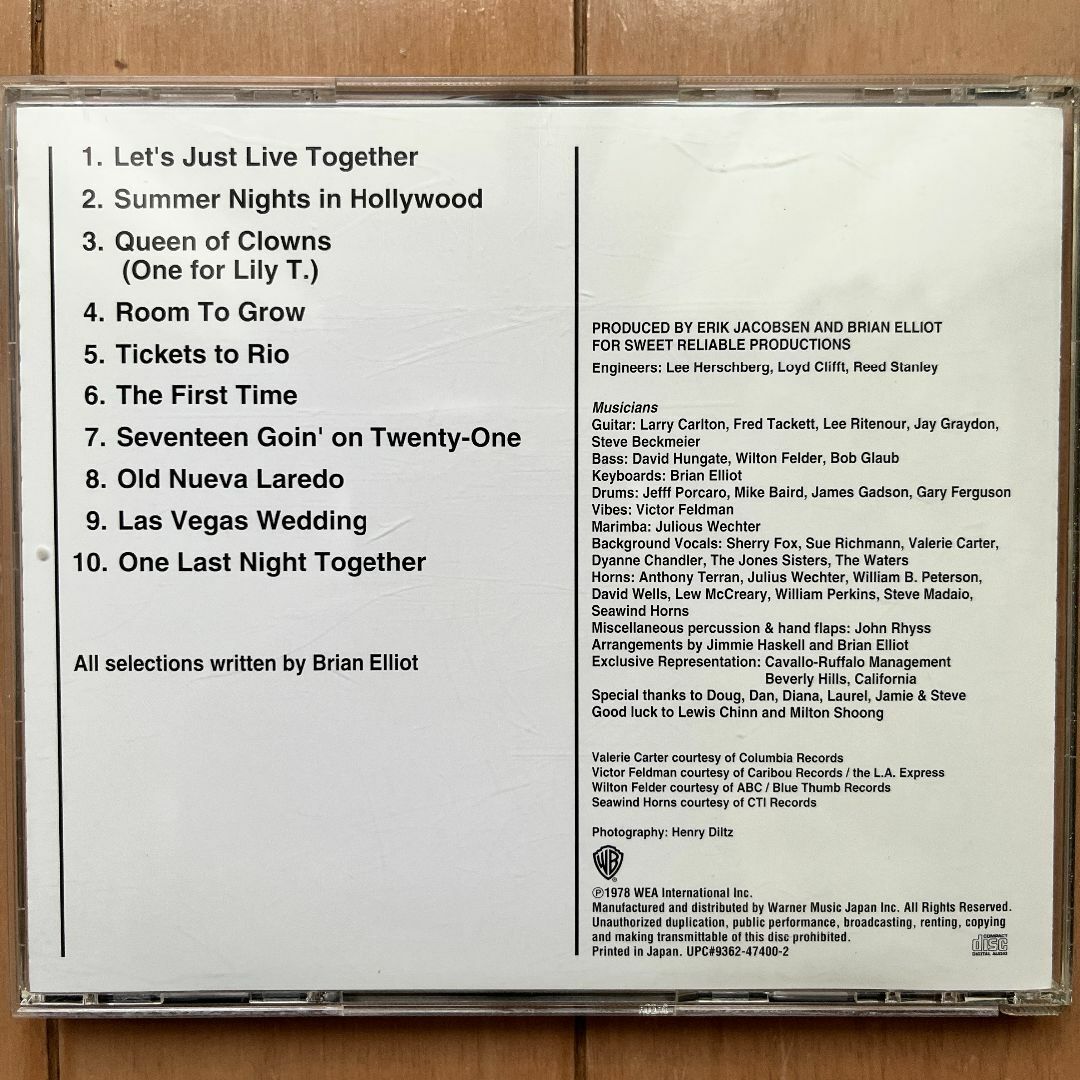 1. Let's Just Live Together
2. Summer Nights in Hollywood
3. Queen of Clowns
(One for Lily T.)
4. Room To Grow
5. Tickets to Rio
6. The First Time
7. Seventeen Goin' on Twenty-One
8. Old Nueva Laredo
9. Las Vegas Wedding
10. One Last Night Together
All selections written by Brian Elliot
PRODUCED BY ERIK JACOBSEN AND BRIAN ELLIOT
FOR SWEET RELIABLE PRODUCTIONS
Engineers: Lee Herschberg, Loyd Clifft, Reed Stanley
Musicians
Guitar: Larry Carlton, Fred Tackett, Lee Ritenour, Jay Graydon,
Steve Beckmeier
Bass: David Hungate, Wilton Felder, Bob Glaub
Keyboards: Brian Elliot
Drums: Jefff Porcaro, Mike Baird, James Gadson, Gary Ferguson
Vibes: Victor Feldman
Marimba: Julious Wechter
Background Vocals: Sherry Fox, Sue Richmann, Valerie Carter,
Dyanne Chandler, The Jones Sisters, The Waters
Horns: Anthony Terran, Julius Wechter, William B. Peterson,
David Wells, Lew McCreary, William Perkins, Steve Madaio,
Seawind Horns
Miscellaneous percussion & hand flaps: John Rhyss
Arrangements by Jimmie Haskell and Brian Elliot
Exclusive Representation: Cavallo-Ruffalo Management
Beverly Hills, California
Special thanks to Doug, Dan, Diana, Laurel, Jamie & Steve
Good luck to Lewis Chinn and Milton Shoong
Valerie Carter courtesy of Columbia Records
Victor Feldman courtesy of Caribou Records / the L.A. Express
Wilton Felder courtesy of ABC / Blue Thumb Records
Seawind Horns courtesy of CTI Records
Photography: Henry Diltz
WB
®
℗1978 WEA International Inc.
Manufactured and distributed by Warner Music Japan Inc. All Rights Reserved.
Unauthorized duplication, public performance, broadcasting, renting, copying
and making transmittable of this disc prohibited.
Printed in Japan. UPC#9362-47400-2
COMPACT
disc
DIGITAL AUDIO